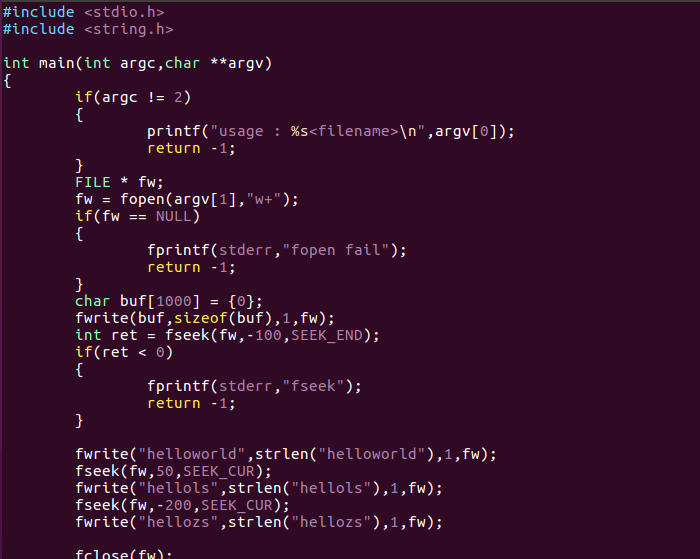 #include <stdio.h>
#include <string.h>
int main(int argc,char **argv)
{
if(argc != 2)
{
printf("usage : %s<filename>\n",argv[0]);
return -1;
}
FILE * fw;
fw = fopen(argv[1],"w+");
if(fw == NULL)
{
fprintf(stderr,"fopen fail");
return -1;
}
char buf[1000] = {0};
fwrite(buf,sizeof(buf),1,fw);
int ret = fseek(fw,-100,SEEK_END);
if(ret < 0)
{
fprintf(stderr,"fseek");
return -1;
}
fwrite("helloworld",strlen("helloworld"),1,fw);
fseek(fw,50,SEEK_CUR);
fwrite("hellols",strlen("hellols"),1,fw);
fseek(fw,-200,SEEK_CUR);
fwrite("hellozs",strlen("hellozs"),1,fw);
fclose(fw);